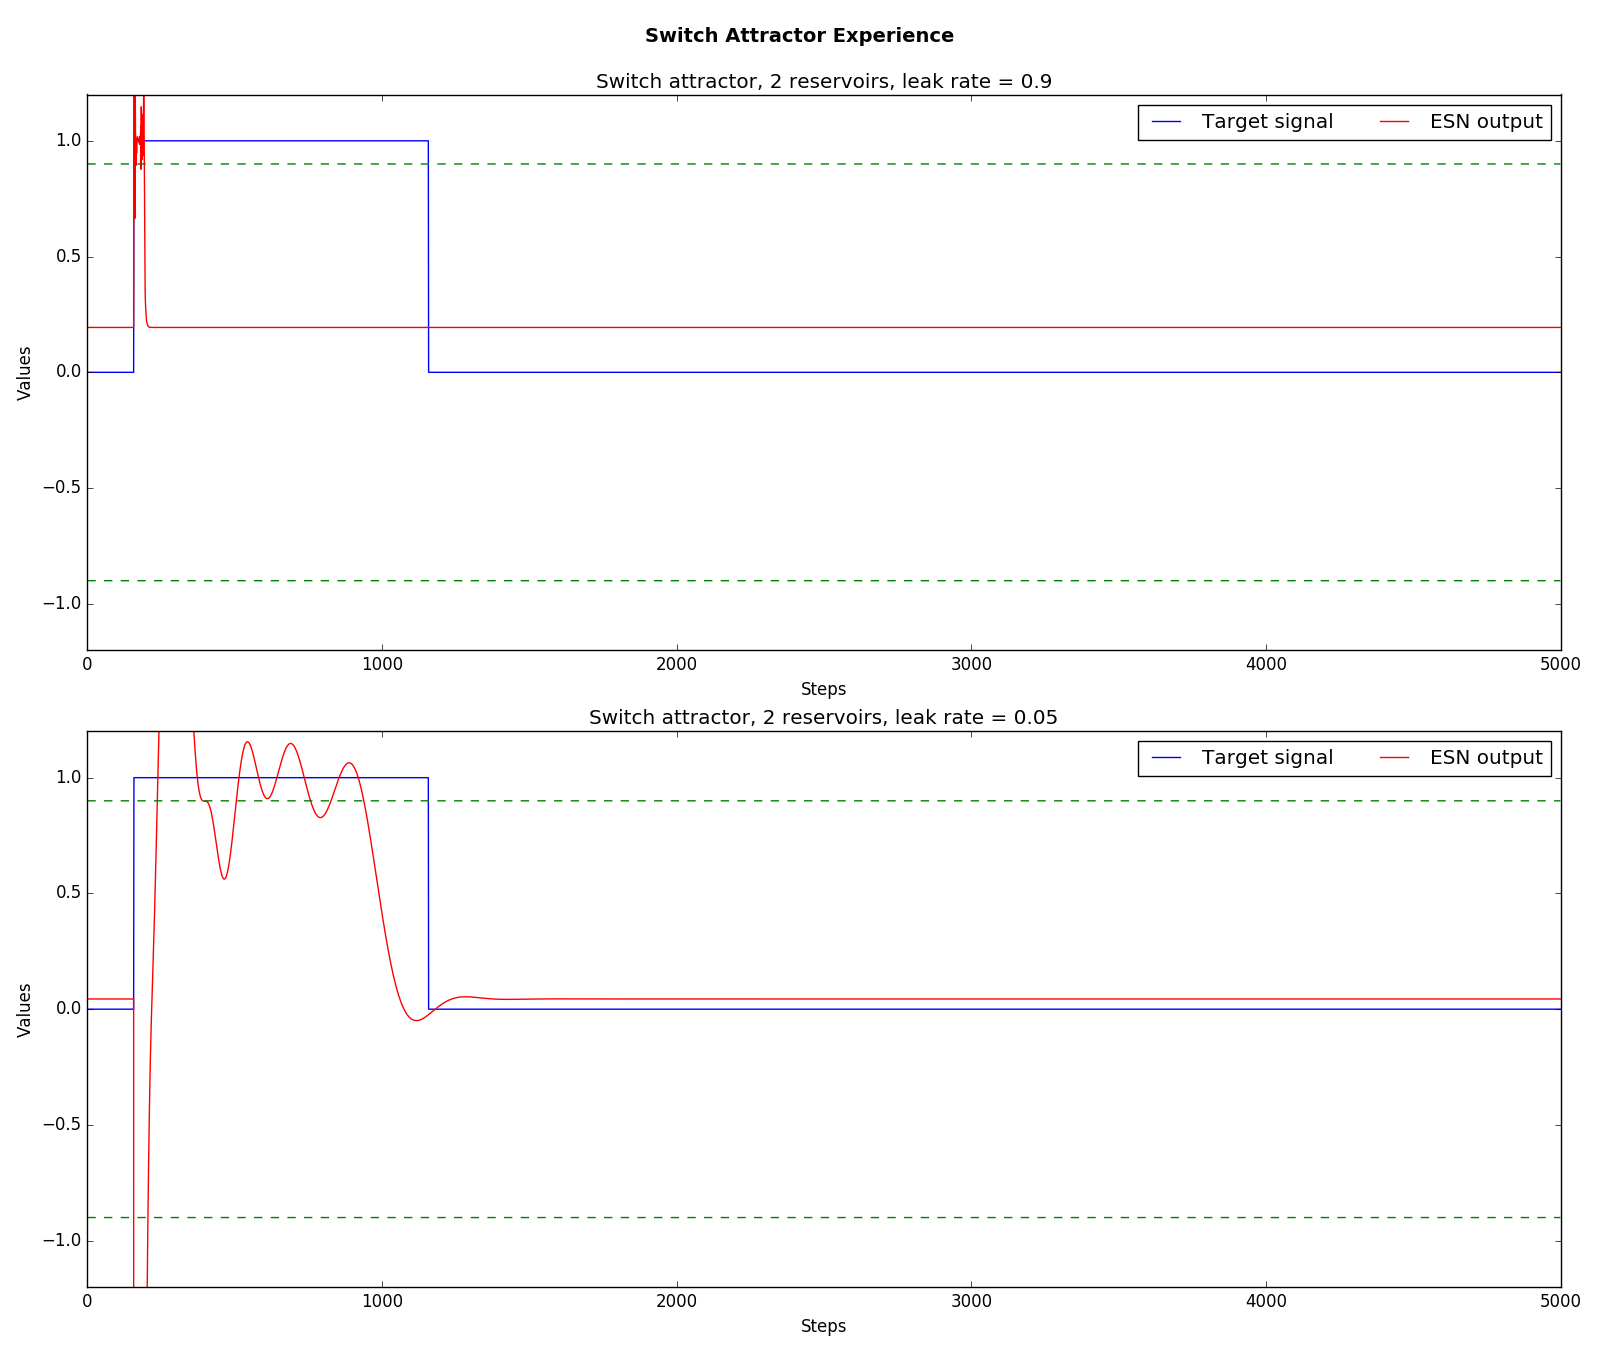 Switch Attractor Experience
Switch attractor, 2 reservoirs, leak rate = 0.9
Target signal ESN output
1.0
0.5
0.0
−0.5
−1.0
Values
0 1000 2000 3000 4000 5000
Steps
Switch attractor, 2 reservoirs, leak rate = 0.05
Target signal ESN output
1.0
0.5
0.0
−0.5
−1.0
Values
0 1000 2000 3000 4000 5000
Steps